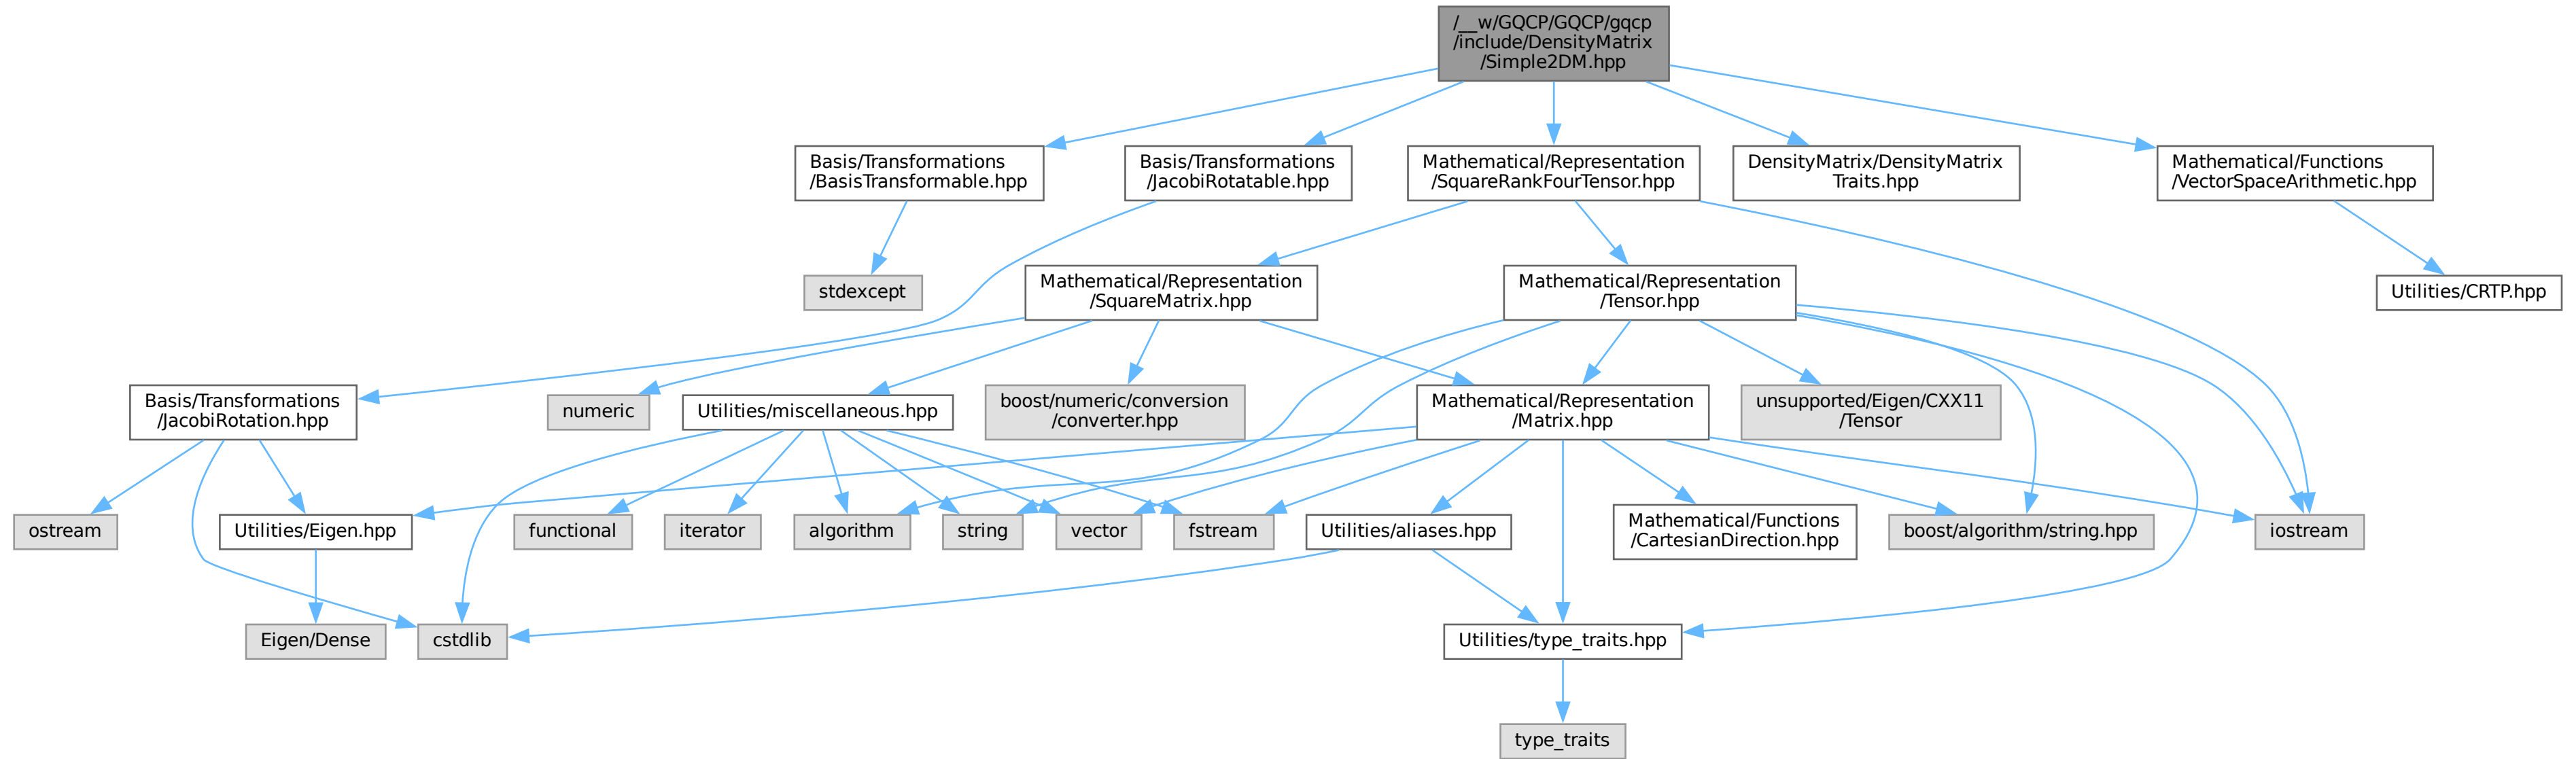 /__w/GQCP/GQCP/gqcp
/include/DensityMatrix
/Simple2DM.hpp
Basis/Transformations
/BasisTransformable.hpp
Basis/Transformations
/JacobiRotatable.hpp
Mathematical/Representation
/SquareRankFourTensor.hpp
DensityMatrix/DensityMatrix
Traits.hpp
Mathematical/Functions
/VectorSpaceArithmetic.hpp
stdexcept
Mathematical/Representation
/SquareMatrix.hpp
Mathematical/Representation
/Tensor.hpp
Utilities/CRTP.hpp
Basis/Transformations
/JacobiRotation.hpp
numeric
Utilities/miscellaneous.hpp
boost/numeric/conversion
/converter.hpp
Mathematical/Representation
/Matrix.hpp
unsupported/Eigen/CXX11
/Tensor
ostream
Utilities/Eigen.hpp
functional
iterator
algorithm
string
vector
fstream
Utilities/aliases.hpp
Mathematical/Functions
/CartesianDirection.hpp
boost/algorithm/string.hpp
iostream
Eigen/Dense
cstdlib
Utilities/type_traits.hpp
type_traits